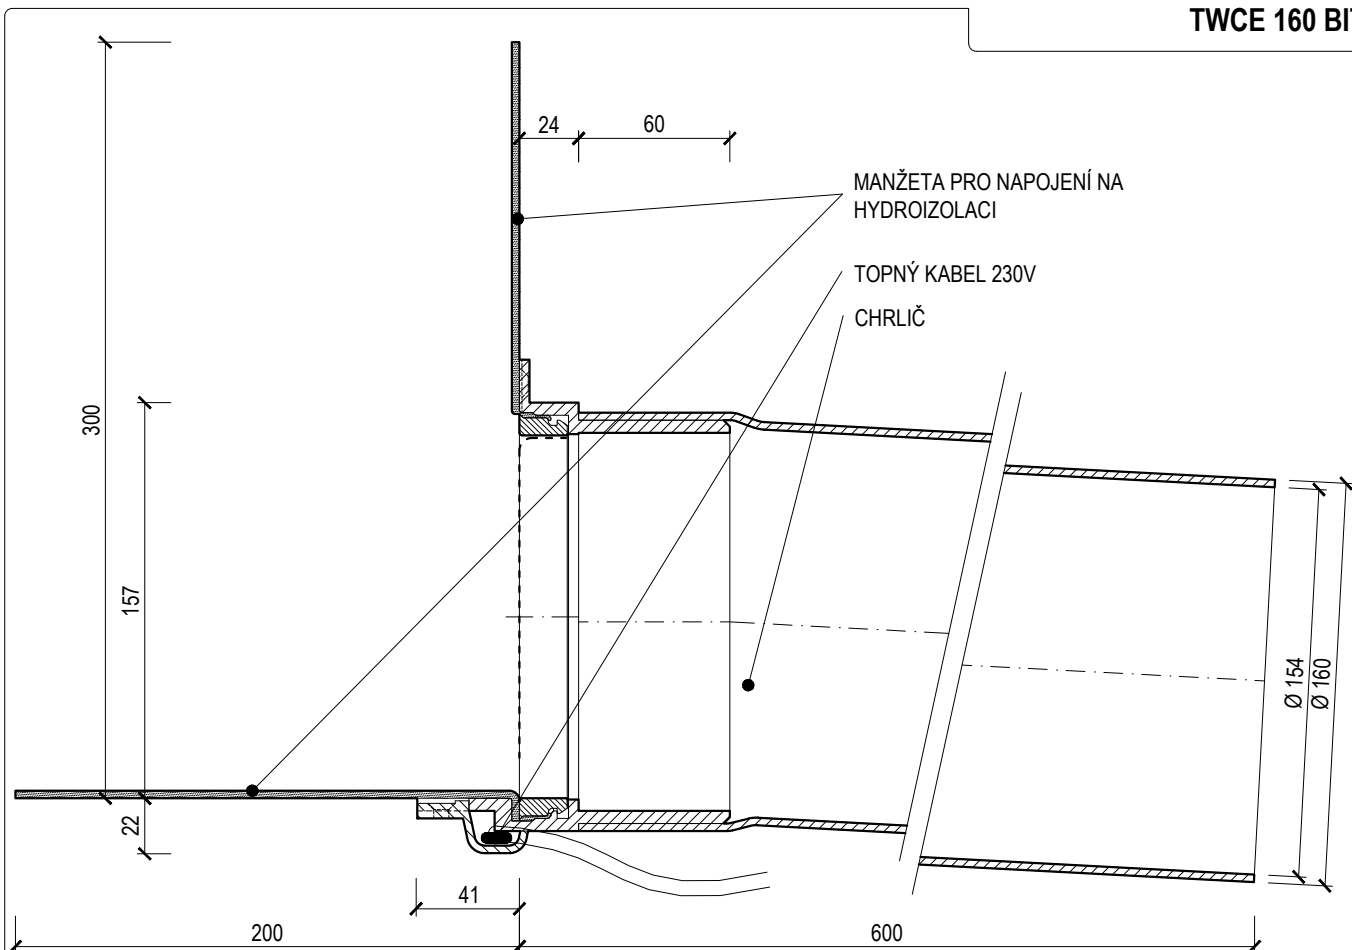 TWCE 160 BIT
24
60
MANŽETA PRO NAPOJENÍ NA
HYDROIZOLACI
TOPNÝ KABEL 230V
CHRLIČ
300
157
22
Ø 154
Ø 160
41
200
600